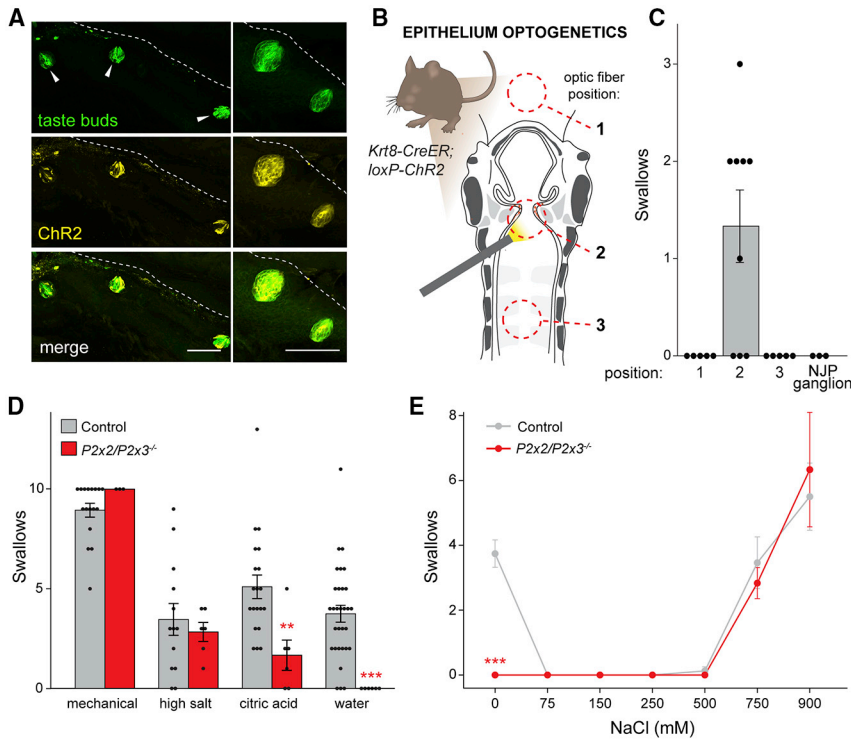 A
taste buds
ChR2
merge
B
EPITHELIUM OPTOGENETICS
optic fiber
position:
1
Krt8-CreER;
loxP-ChR2
2
3
C
Swallows
3
2
1
0
position:
1
2
3
NJP
ganglion
D
Control
P2x2/P2x3-/-
Swallows
10
5
0
**
***
mechanical
high salt
citric acid
water
E
Control
P2x2/P2x3-/-
Swallows
8
6
4
2
0
***
0
75
150
250
500
750
900
NaCl (mM)